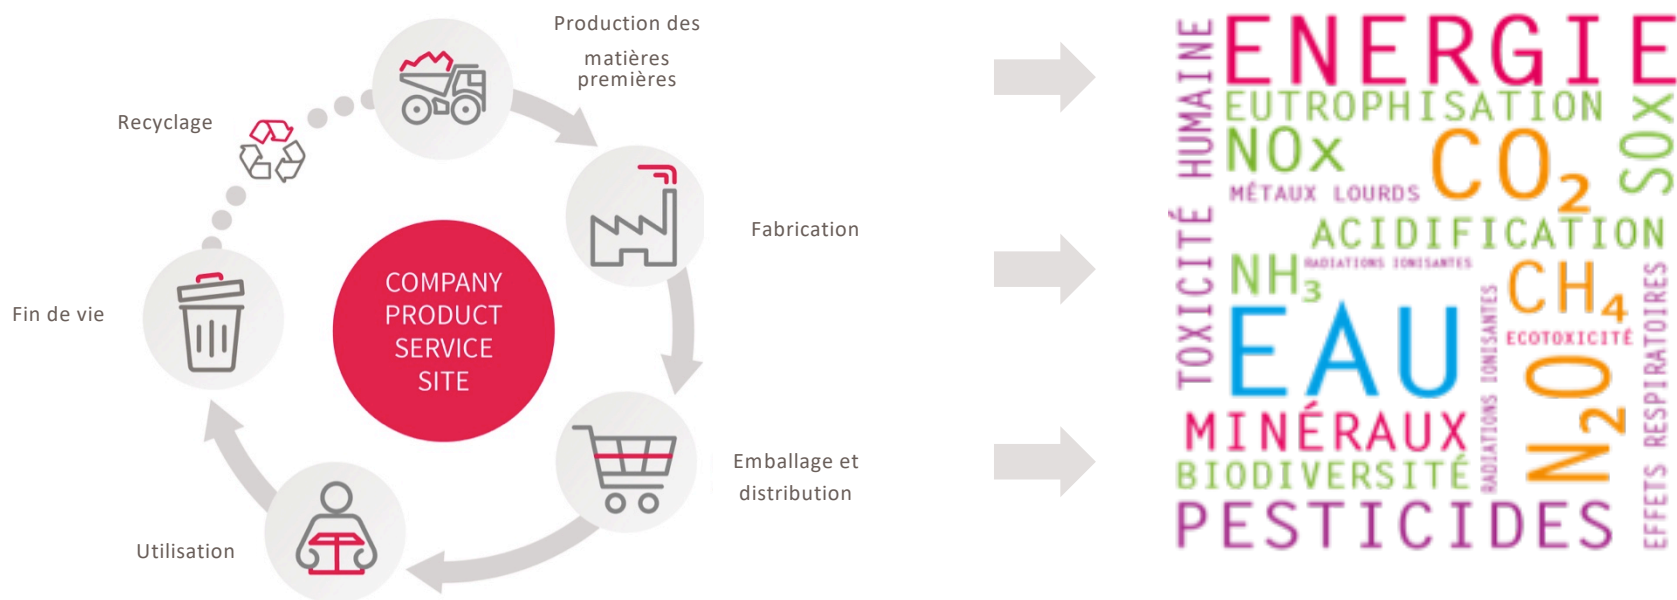 Production des
matières
premières
Recyclage
Fabrication
COMPANY
PRODUCT
SERVICE
SITE
Fin de vie
Emballage et
distribution
Utilisation
ENERGIE
EUTROPHISATION
NOx
CO₂
SOx
MÉTAUX LOURDS
TOXICITÉ HUMAINE
ACIDIFICATION
NH₃
RADIATIONS IONISANTES
CH₄
EAU
ECOTOXICITÉ
RADIATIONS IONISANTES
N₂O
EFFETS RESPIRATOIRES
MINÉRAUX
BIODIVERSITÉ
PESTICIDES